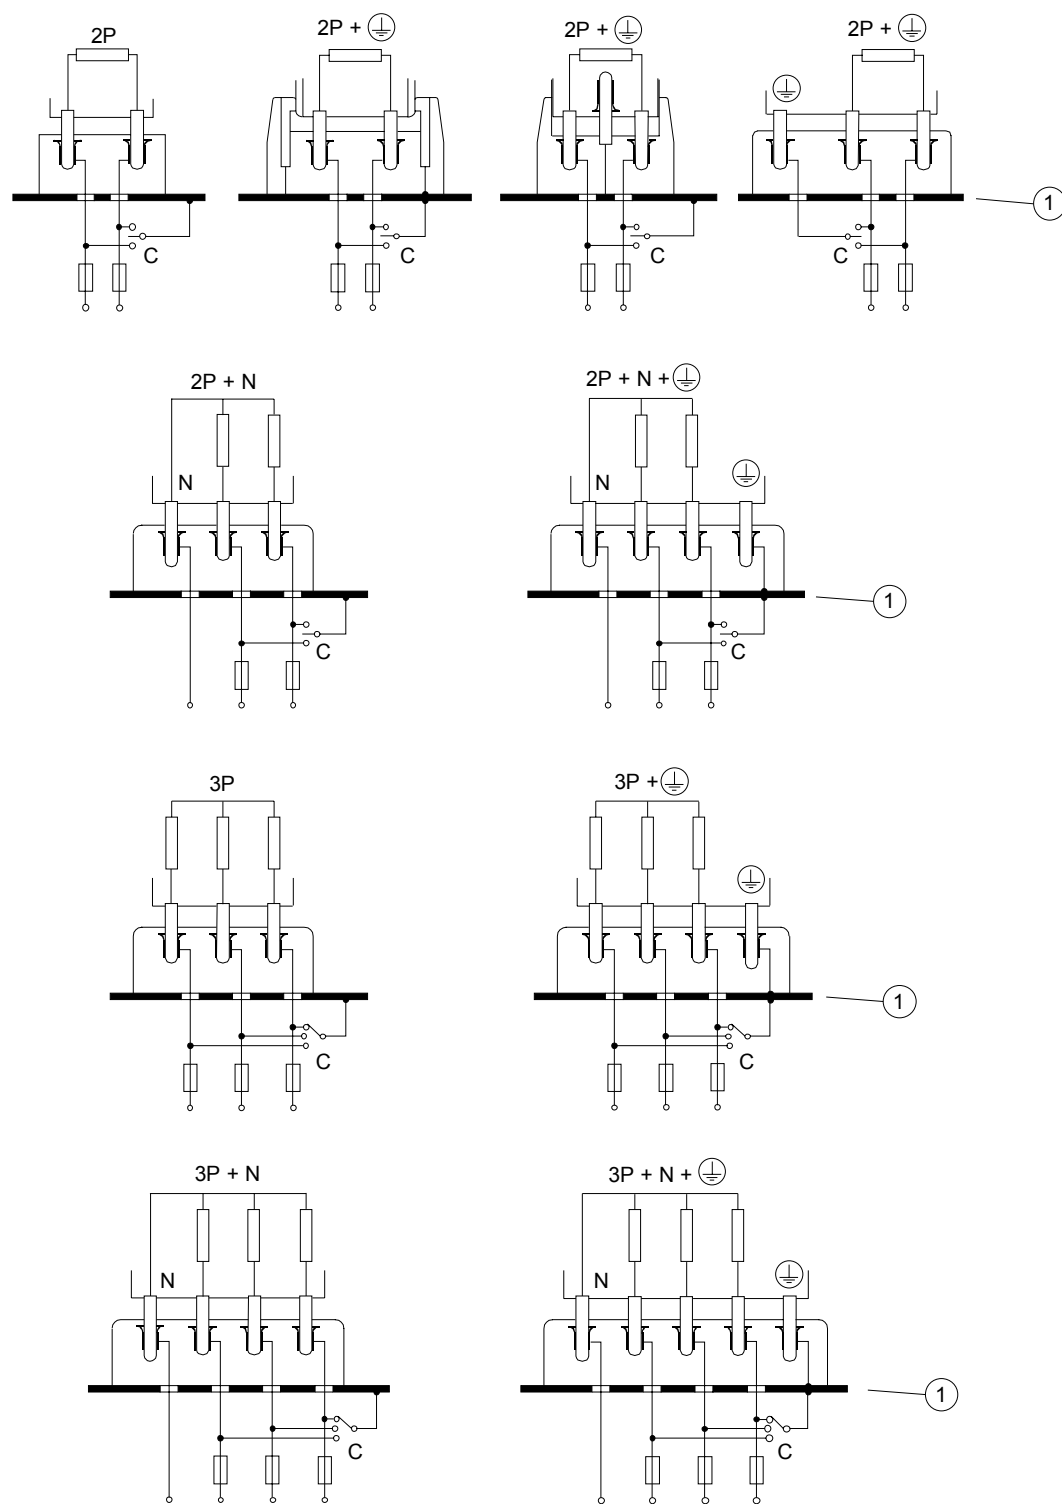 2P
2P + ⏚
2P + ⏚
2P + ⏚
⏚
1
C
C
C
C
2P + N
2P + N + ⏚
N
N
⏚
1
C
C
3P
3P + ⏚
⏚
1
C
C
3P + N
3P + N + ⏚
N
N
⏚
1
C
C